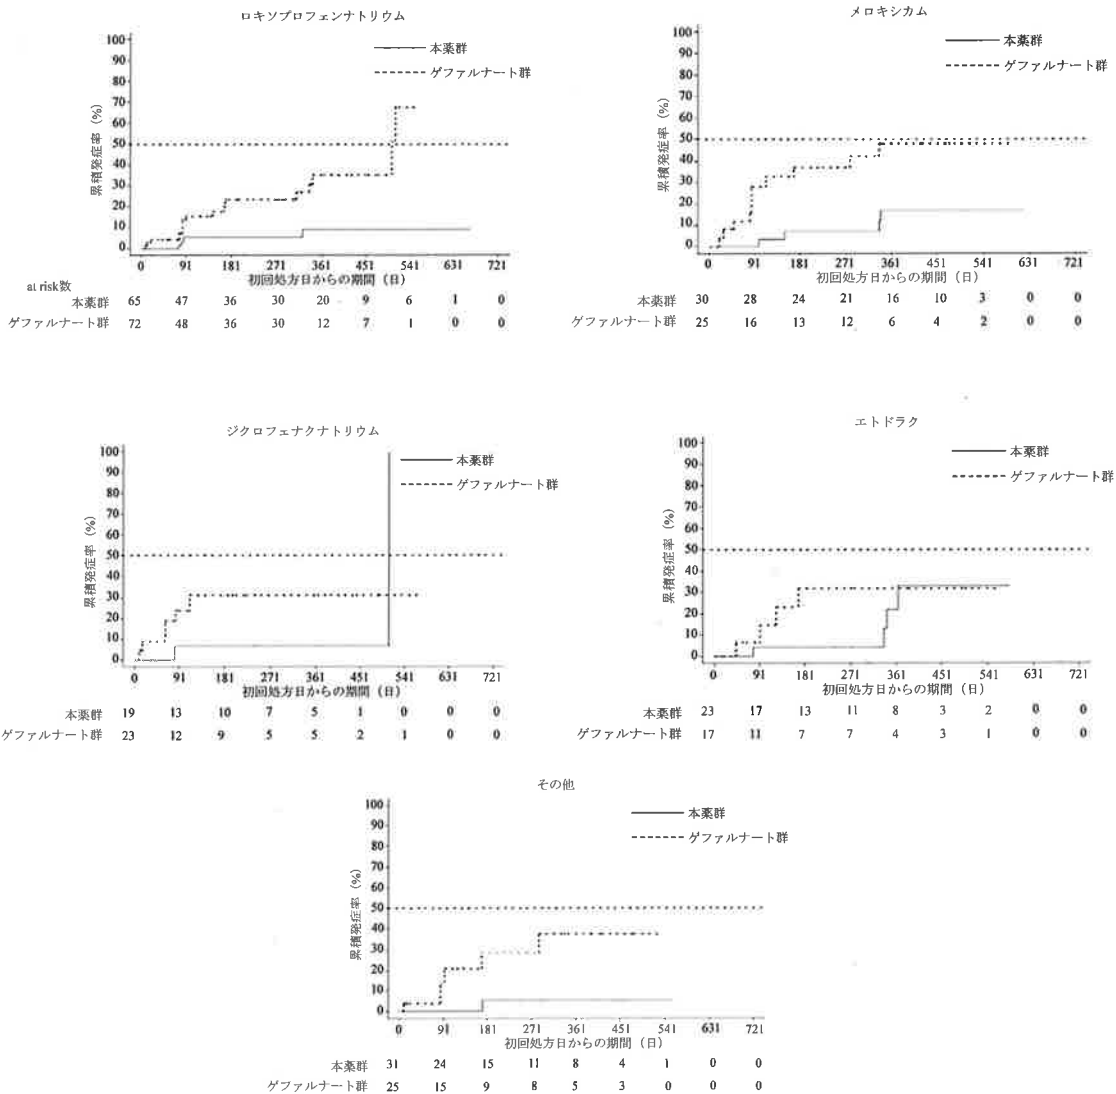 ロキソプロフェンナトリウム
本薬群
ゲファルナート群
累積発症率 (%)
100
90
80
70
60
50
40
30
20
10
0
0 91 181 271 361 451 541 631 721
初回処方日からの期間（日）
at risk数
本薬群 65 47 36 30 20 9 6 1 0
ゲファルナート群 72 48 36 30 12 7 1 0 0
メロキシカム
本薬群
ゲファルナート群
累積発症率 (%)
100
90
80
70
60
50
40
30
20
10
0
0 91 181 271 361 451 541 631 721
初回処方日からの期間（日）
本薬群 30 28 24 21 16 10 3 0 0
ゲファルナート群 25 16 13 12 6 4 2 0 0
ジクロフェナクナトリウム
本薬群
ゲファルナート群
累積発症率 (%)
100
90
80
70
60
50
40
30
20
10
0
0 91 181 271 361 451 541 631 721
初回処方日からの期間（日）
本薬群 19 13 10 7 5 1 0 0 0
ゲファルナート群 23 12 9 5 5 2 1 0 0
エトドラク
本薬群
ゲファルナート群
累積発症率 (%)
100
90
80
70
60
50
40
30
20
10
0
0 91 181 271 361 451 541 631 721
初回処方日からの期間（日）
本薬群 23 17 13 11 8 3 2 0 0
ゲファルナート群 17 11 7 7 4 3 1 0 0
その他
本薬群
ゲファルナート群
累積発症率 (%)
100
90
80
70
60
50
40
30
20
10
0
0 91 181 271 361 451 541 631 721
初回処方日からの期間（日）
本薬群 31 24 15 11 8 4 1 0 0
ゲファルナート群 25 15 9 8 5 3 0 0 0